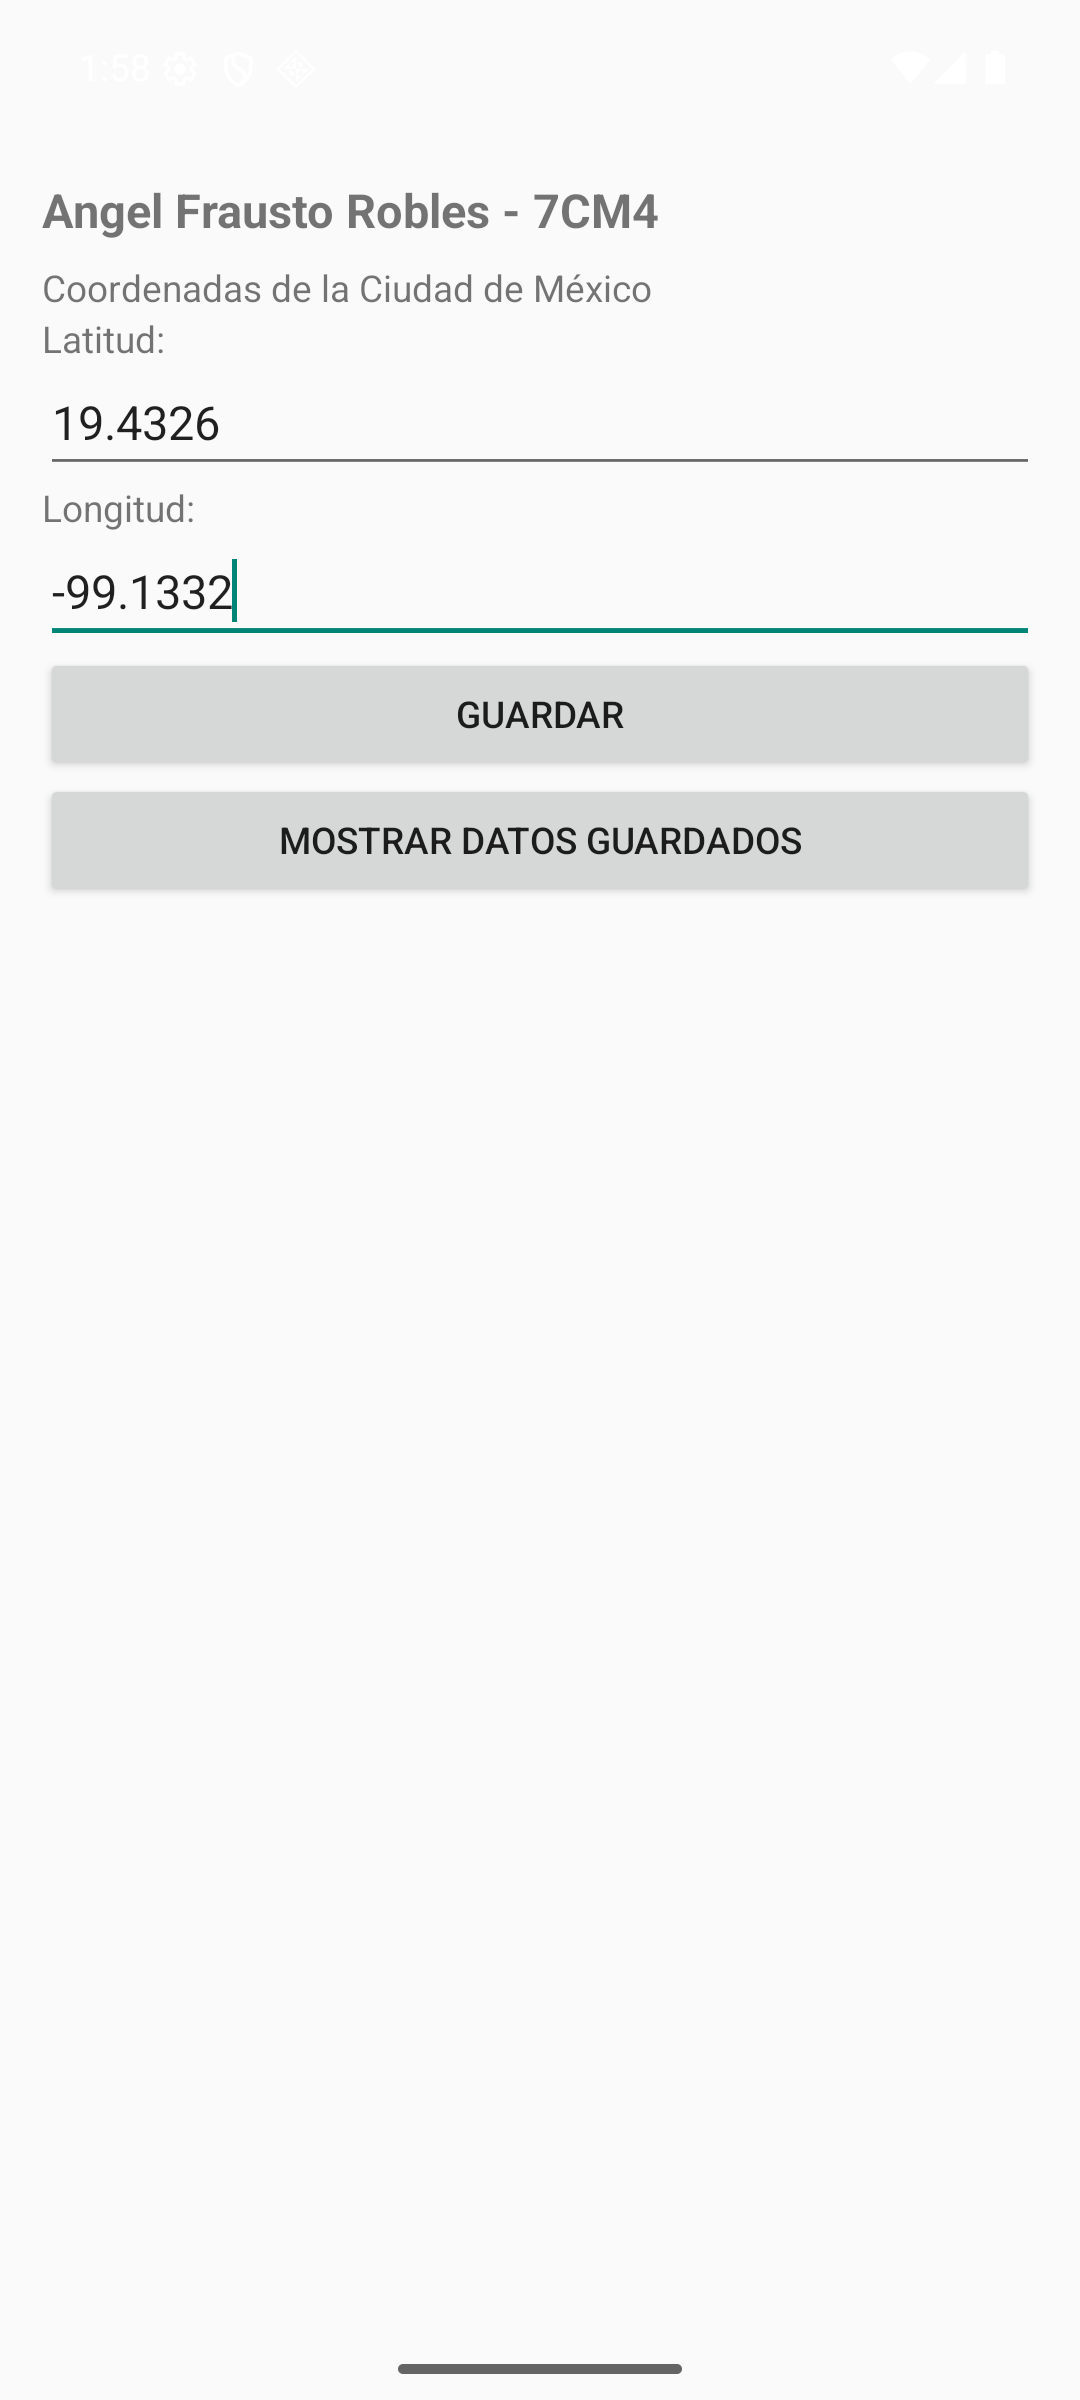 1:58
Angel Frausto Robles - 7CM4
Coordenadas de la Ciudad de México
Latitud:
19.4326
Longitud:
-99.1332
GUARDAR
MOSTRAR DATOS GUARDADOS